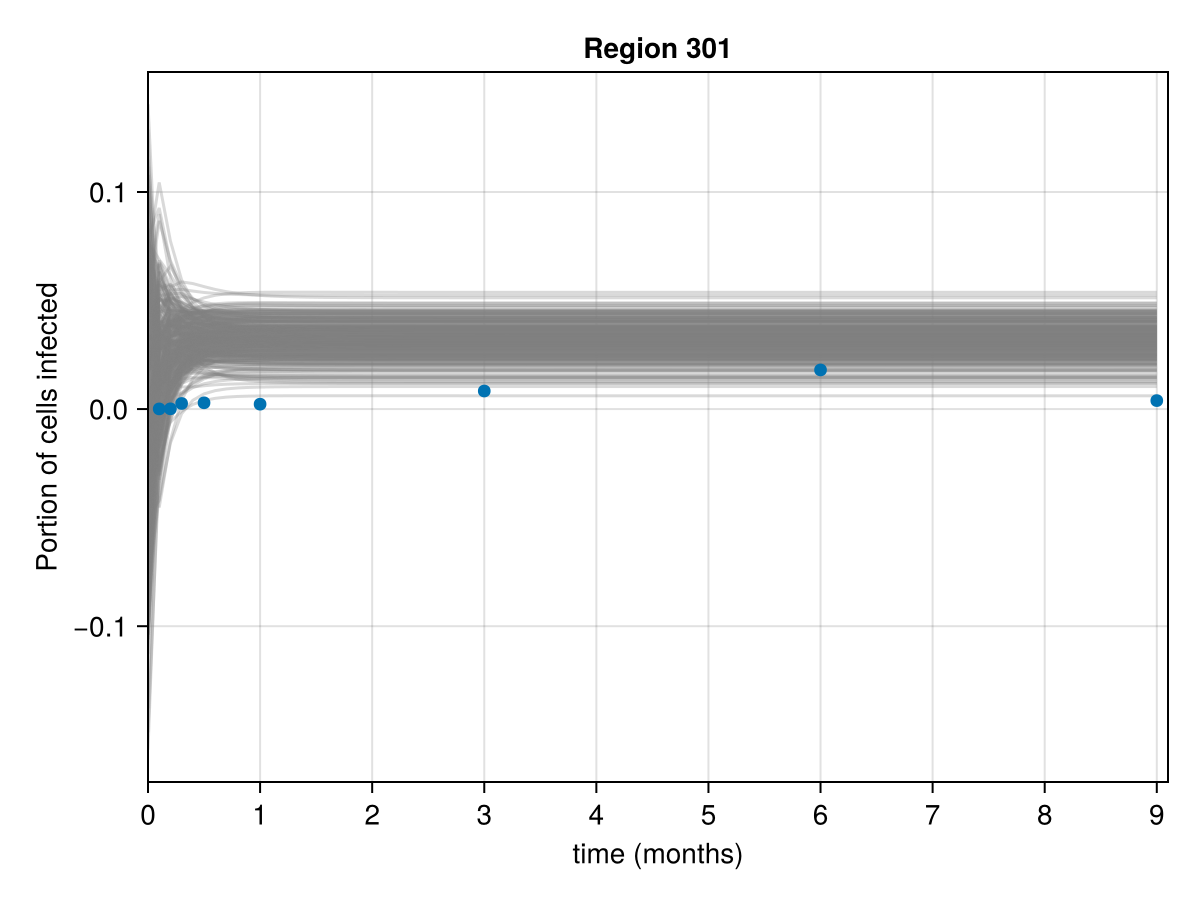 Region 301
Portion of cells infected
0.1
0.0
−0.1
0 1 2 3 4 5 6 7 8 9
time (months)